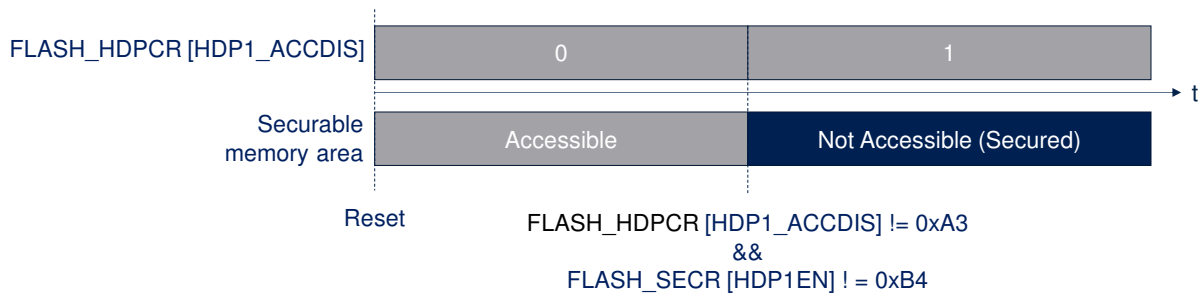 FLASH_HDPCR [HDP1_ACCDIS]
0
1
t
Securable
memory area
Accessible
Not Accessible (Secured)
Reset
FLASH_HDPCR [HDP1_ACCDIS] != 0xA3
&&
FLASH_SECR [HDP1EN] ! = 0xB4